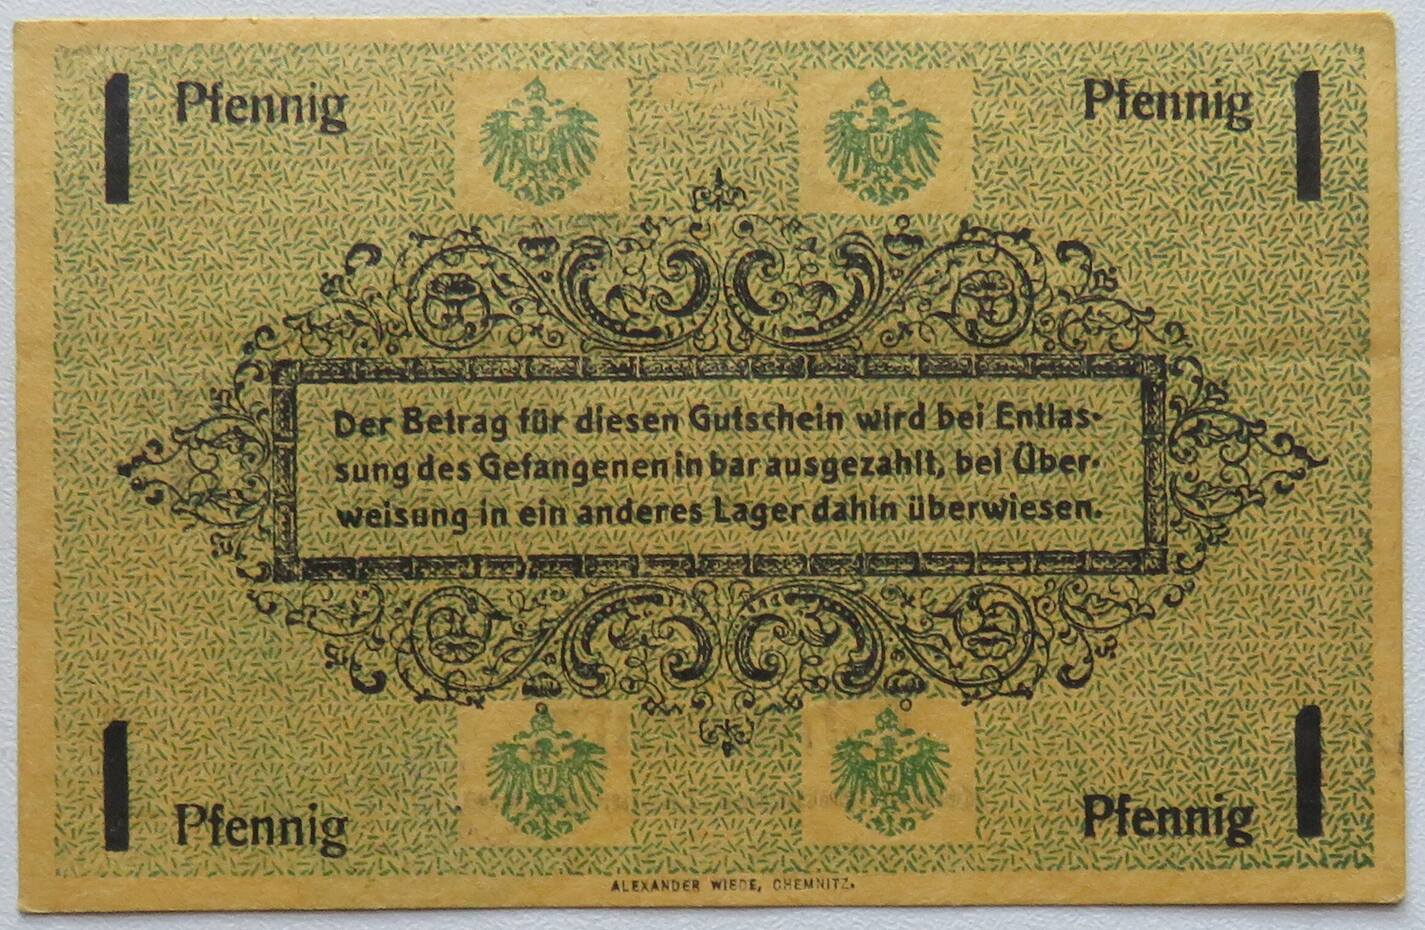 1 Pfennig Pfennig 1
Der Betrag für diesen Gutschein wird bei Entlas-
sung des Gefangenen in bar ausgezahlt, bei Über-
weisung in ein anderes Lager dahin überwiesen.
1 Pfennig Pfennig 1
ALEXANDER WIEDE, CHEMNITZ.